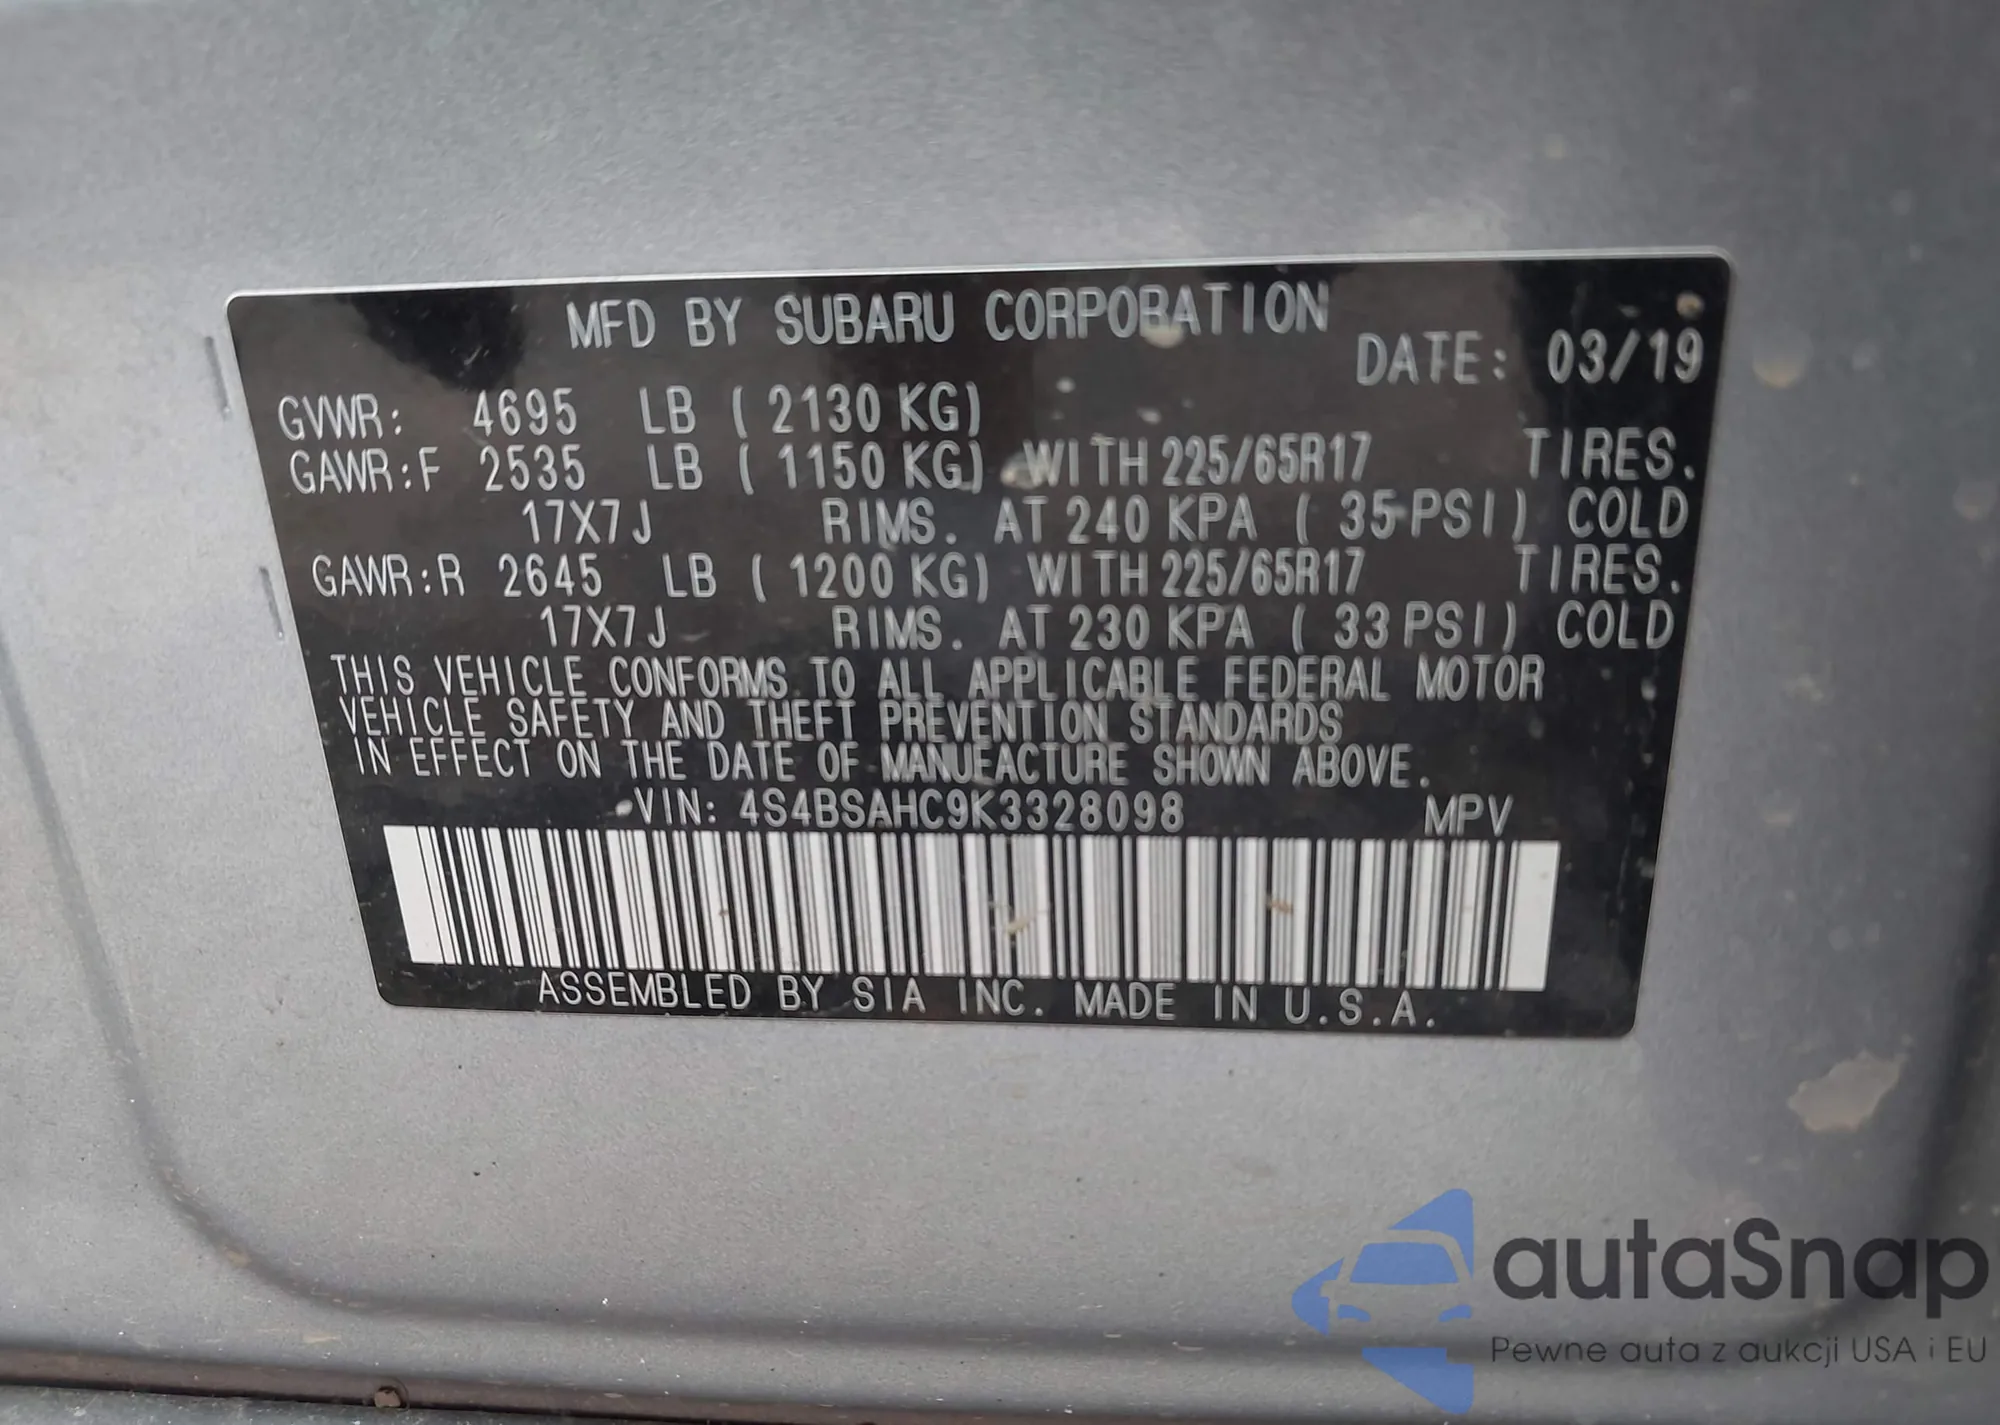 MFD BY SUBARU CORPORATION
DATE: 03/19
GVWR: 4695 LB ( 2130 KG)
GAWR:F 2535 LB ( 1150 KG) WITH 225/65R17 TIRES.
17X7J RIMS. AT 240 KPA ( 35 PSI) COLD
GAWR:R 2645 LB ( 1200 KG) WITH 225/65R17 TIRES.
17X7J RIMS. AT 230 KPA ( 33 PSI) COLD
THIS VEHICLE CONFORMS TO ALL APPLICABLE FEDERAL MOTOR
VEHICLE SAFETY AND THEFT PREVENTION STANDARDS
IN EFFECT ON THE DATE OF MANUFACTURE SHOWN ABOVE.
VIN: 4S4BSAHC9K3328098 MPV
ASSEMBLED BY SIA INC. MADE IN U.S.A.
autaSnap
Pewne auta z aukcji USA i EU